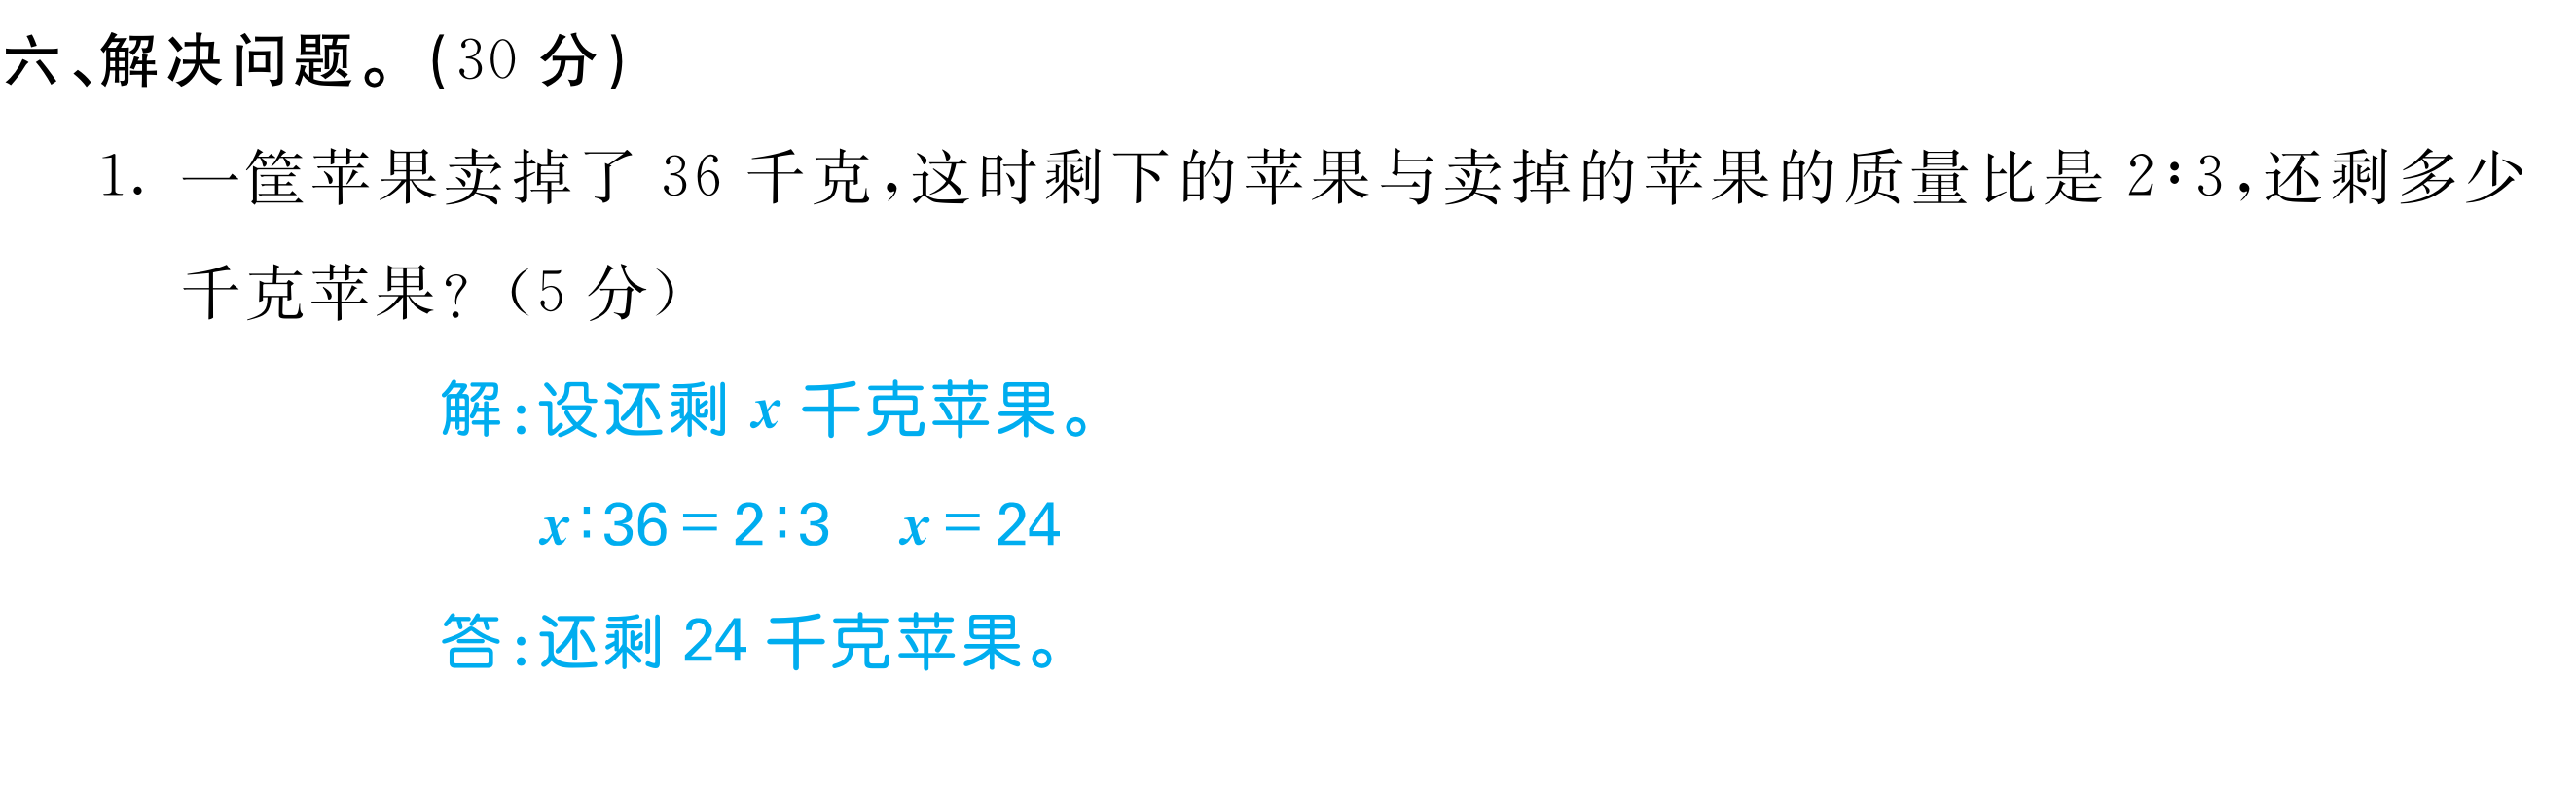 六、解决问题。(30 分)
1. 一筐苹果卖掉了 36 千克,这时剩下的苹果与卖掉的苹果的质量比是 2∶3,还剩多少
千克苹果?(5 分)
解:设还剩 x 千克苹果。
x∶36=2∶3 x=24
答:还剩 24 千克苹果。